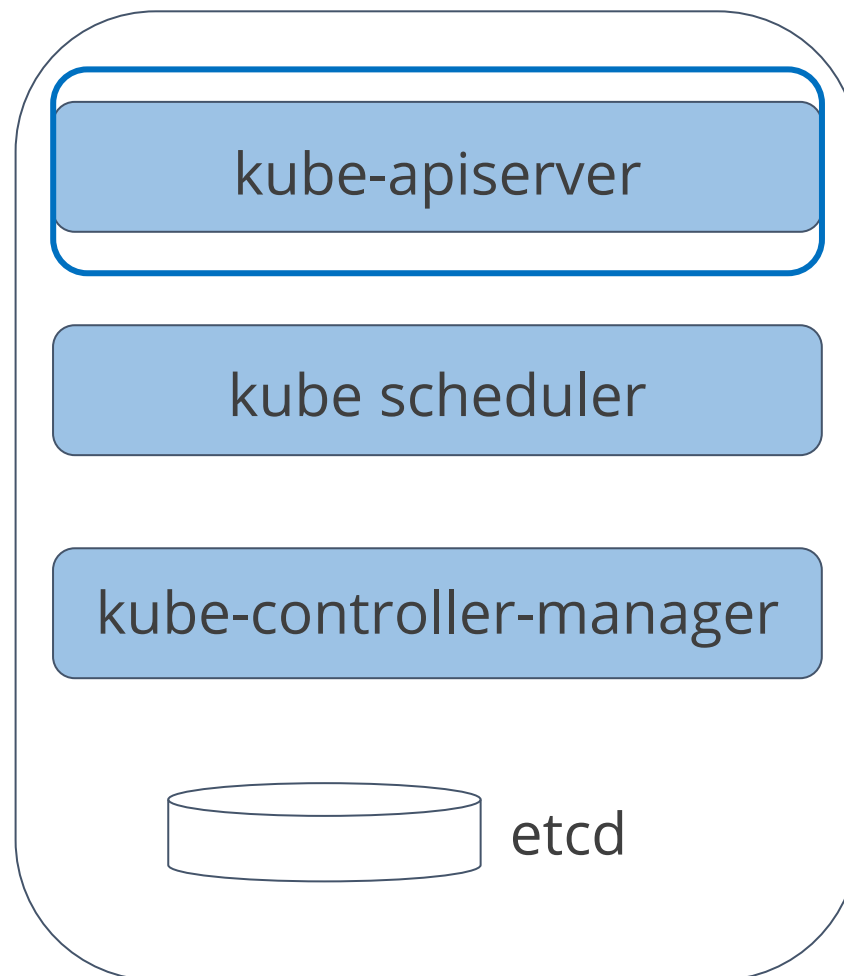 kube-apiserver
kube scheduler
kube-controller-manager
etcd